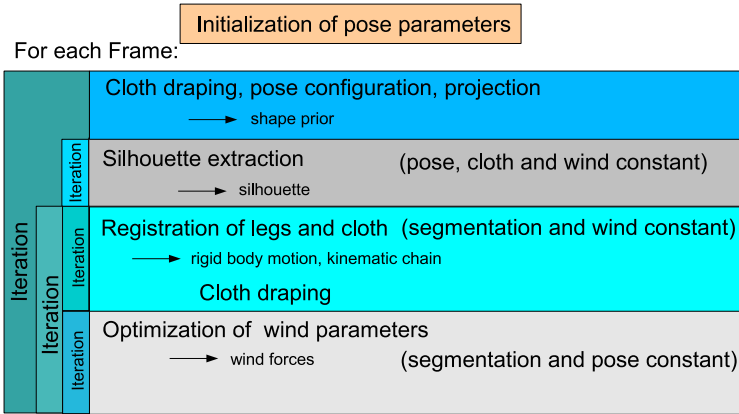 Initialization of pose parameters
For each Frame:
Cloth draping, pose configuration, projection
shape prior
Iteration
Silhouette extraction (pose, cloth and wind constant)
silhouette
Iteration
Registration of legs and cloth (segmentation and wind constant)
rigid body motion, kinematic chain
Cloth draping
Iteration
Iteration
Optimization of wind parameters
wind forces
(segmentation and pose constant)
Iteration